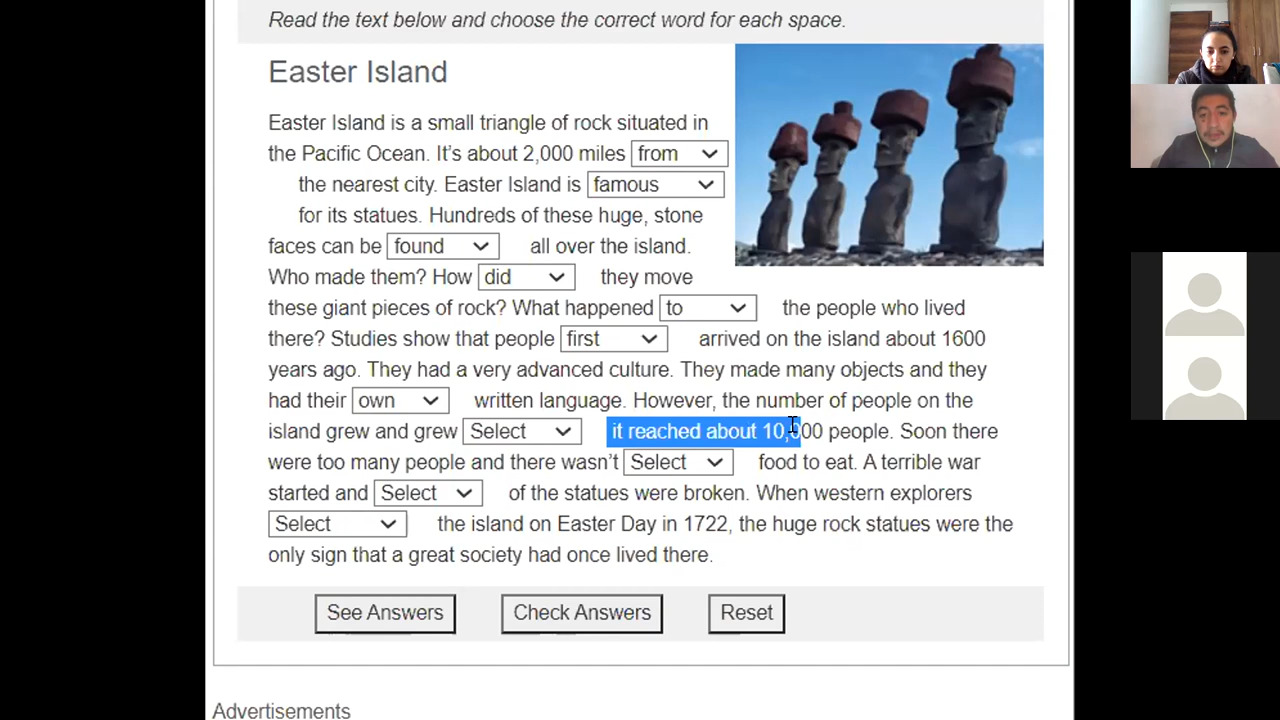 Read the text below and choose the correct word for each space.
Easter Island
Easter Island is a small triangle of rock situated in
the Pacific Ocean. It's about 2,000 miles from
the nearest city. Easter Island is famous
for its statues. Hundreds of these huge, stone
faces can be found all over the island.
Who made them? How did they move
these giant pieces of rock? What happened to the people who lived
there? Studies show that people first arrived on the island about 1600
years ago. They had a very advanced culture. They made many objects and they
had their own written language. However, the number of people on the
island grew and grew Select it reached about 10,000 people. Soon there
were too many people and there wasn't Select food to eat. A terrible war
started and Select of the statues were broken. When western explorers
Select the island on Easter Day in 1722, the huge rock statues were the
only sign that a great society had once lived there.
See Answers Check Answers Reset
Advertisements